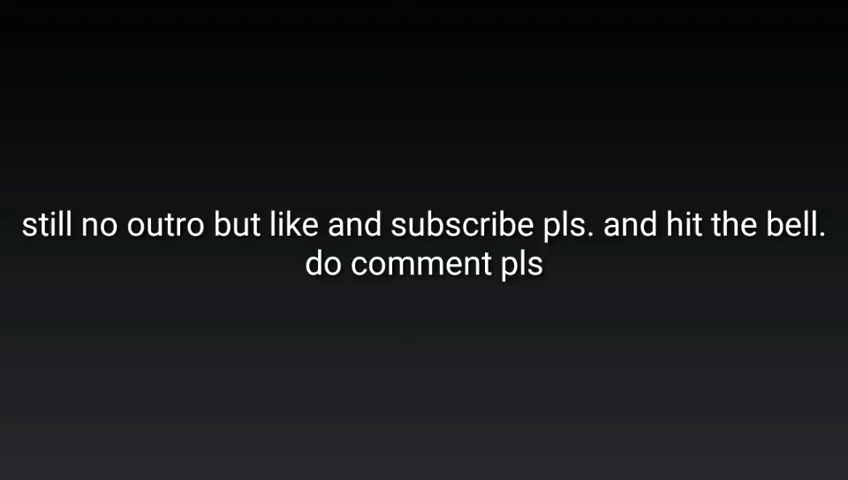 still no outro but like and subscribe pls. and hit the bell.
do comment pls